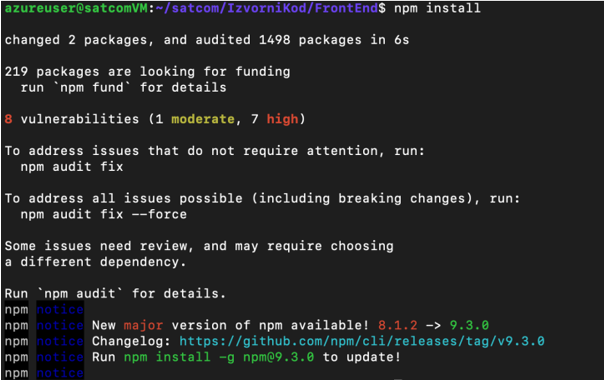 azureuser@satcomVM:~/satcom/IzvorniKod/FrontEnd$ npm install
changed 2 packages, and audited 1498 packages in 6s
219 packages are looking for funding
run `npm fund` for details
8 vulnerabilities (1 moderate, 7 high)
To address issues that do not require attention, run:
npm audit fix
To address all issues possible (including breaking changes), run:
npm audit fix --force
Some issues need review, and may require choosing
a different dependency.
Run `npm audit` for details.
npm notice
npm notice New major version of npm available! 8.1.2 -> 9.3.0
npm notice Changelog: https://github.com/npm/cli/releases/tag/v9.3.0
npm notice Run npm install -g npm@9.3.0 to update!
npm notice